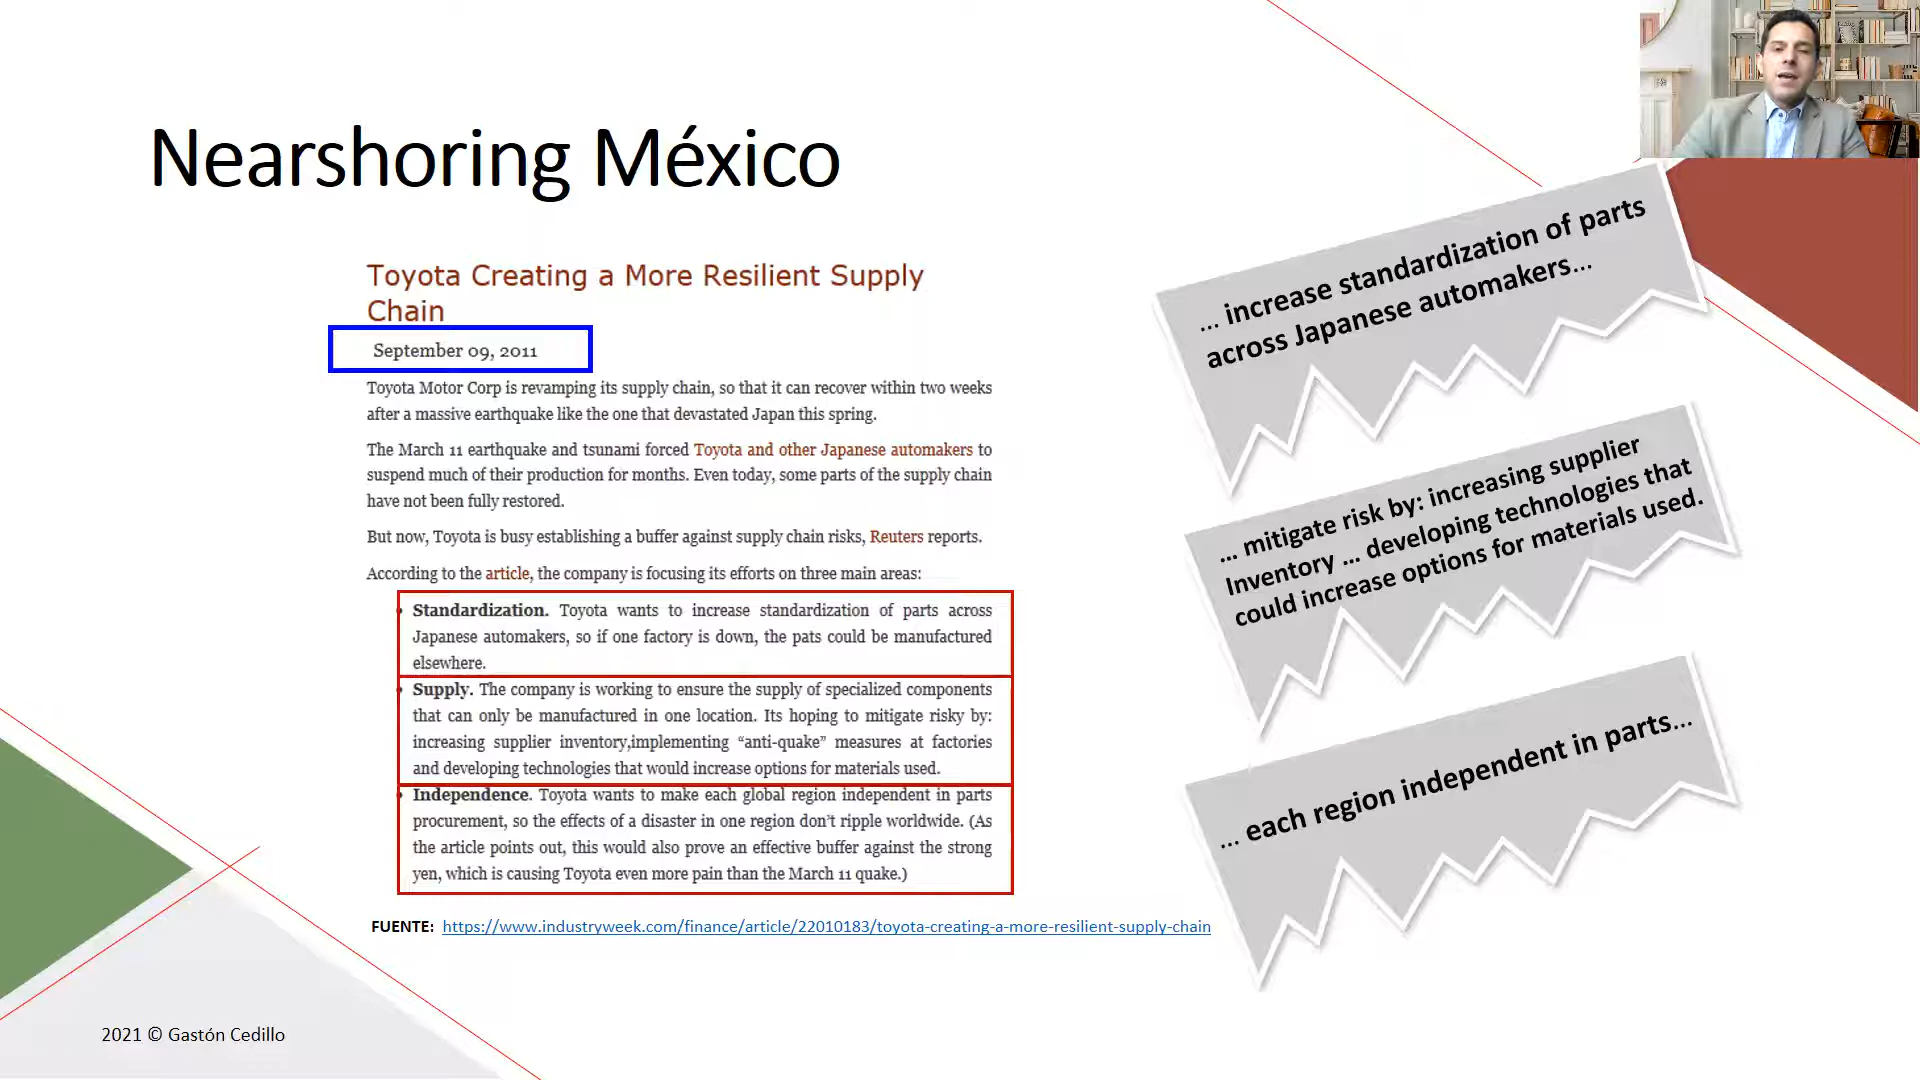 Nearshoring México
Toyota Creating a More Resilient Supply
Chain
September 09, 2011
Toyota Motor Corp is revamping its supply chain, so that it can recover within two weeks
after a massive earthquake like the one that devastated Japan this spring.
The March 11 earthquake and tsunami forced Toyota and other Japanese automakers to
suspend much of their production for months. Even today, some parts of the supply chain
have not been fully restored.
But now, Toyota is busy establishing a buffer against supply chain risks, Reuters reports.
According to the article, the company is focusing its efforts on three main areas:
• Standardization. Toyota wants to increase standardization of parts across
Japanese automakers, so if one factory is down, the pats could be manufactured
elsewhere.
• Supply. The company is working to ensure the supply of specialized components
that can only be manufactured in one location. Its hoping to mitigate risky by:
increasing supplier inventory,implementing “anti-quake” measures at factories
and developing technologies that would increase options for materials used.
• Independence. Toyota wants to make each global region independent in parts
procurement, so the effects of a disaster in one region don’t ripple worldwide. (As
the article points out, this would also prove an effective buffer against the strong
yen, which is causing Toyota even more pain than the March 11 quake.)
FUENTE: https://www.industryweek.com/finance/article/22010183/toyota-creating-a-more-resilient-supply-chain
... increase standardization of parts
across Japanese automakers...
... mitigate risk by: increasing supplier
Inventory ... developing technologies that
could increase options for materials used.
... each region independent in parts...
2021 © Gastón Cedillo